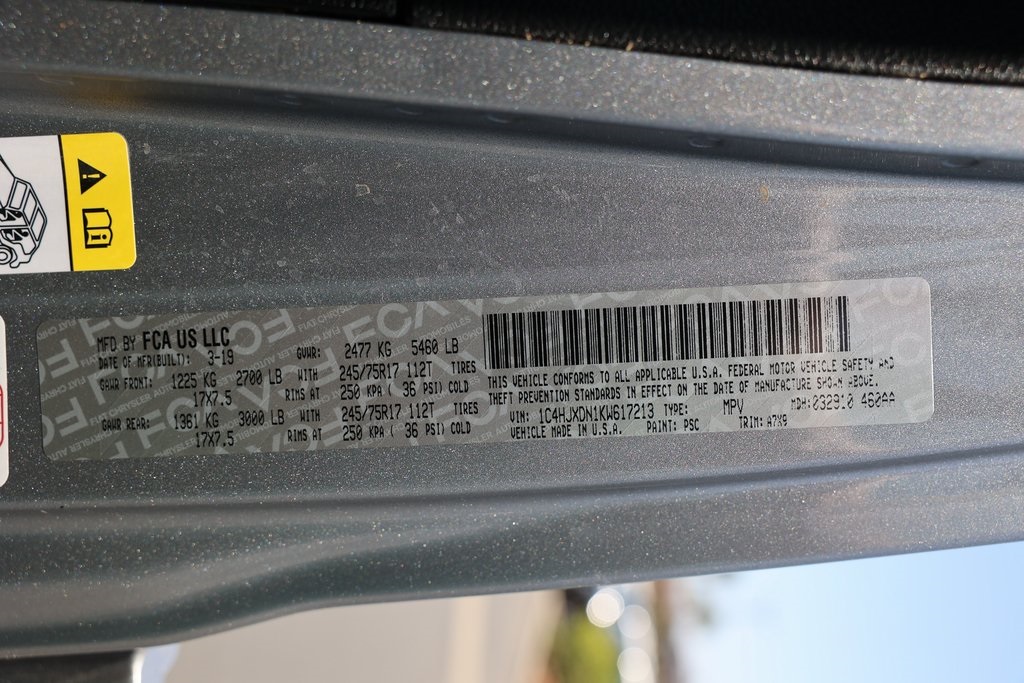 MFD BY FCA US LLC
DATE OF MFR(BUILT): 3-19 GVWR: 2477 KG 5460 LB
GAWR FRONT: 1225 KG 2700 LB WITH 245/75R17 112T TIRES
17X7.5 RIMS AT 250 KPA ( 36 PSI) COLD
GAWR REAR: 1361 KG 3000 LB WITH 245/75R17 112T TIRES
17X7.5 RIMS AT 250 KPA ( 36 PSI) COLD
THIS VEHICLE CONFORMS TO ALL APPLICABLE U.S.A. FEDERAL MOTOR VEHICLE SAFETY AND
THEFT PREVENTION STANDARDS IN EFFECT ON THE DATE OF MANUFACTURE SHOWN ABOVE.
VIN: 1C4HJXDN1KW617213 TYPE: MPV MDH:032910 460AA
VEHICLE MADE IN U.S.A. PAINT: PSC TRIM: A7X9